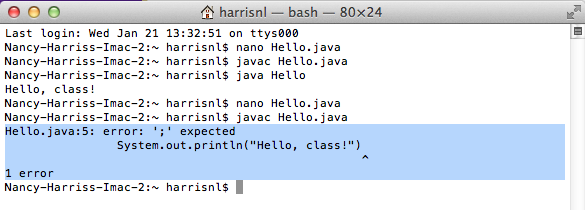 harrisnl — bash — 80×24
Last login: Wed Jan 21 13:32:51 on ttys000
Nancy-Harriss-Imac-2:~ harrisnl$ nano Hello.java
Nancy-Harriss-Imac-2:~ harrisnl$ javac Hello.java
Nancy-Harriss-Imac-2:~ harrisnl$ java Hello
Hello, class!
Nancy-Harriss-Imac-2:~ harrisnl$ nano Hello.java
Nancy-Harriss-Imac-2:~ harrisnl$ javac Hello.java
Hello.java:5: error: ';' expected
                System.out.println("Hello, class!")
                                                   ^
1 error
Nancy-Harriss-Imac-2:~ harrisnl$